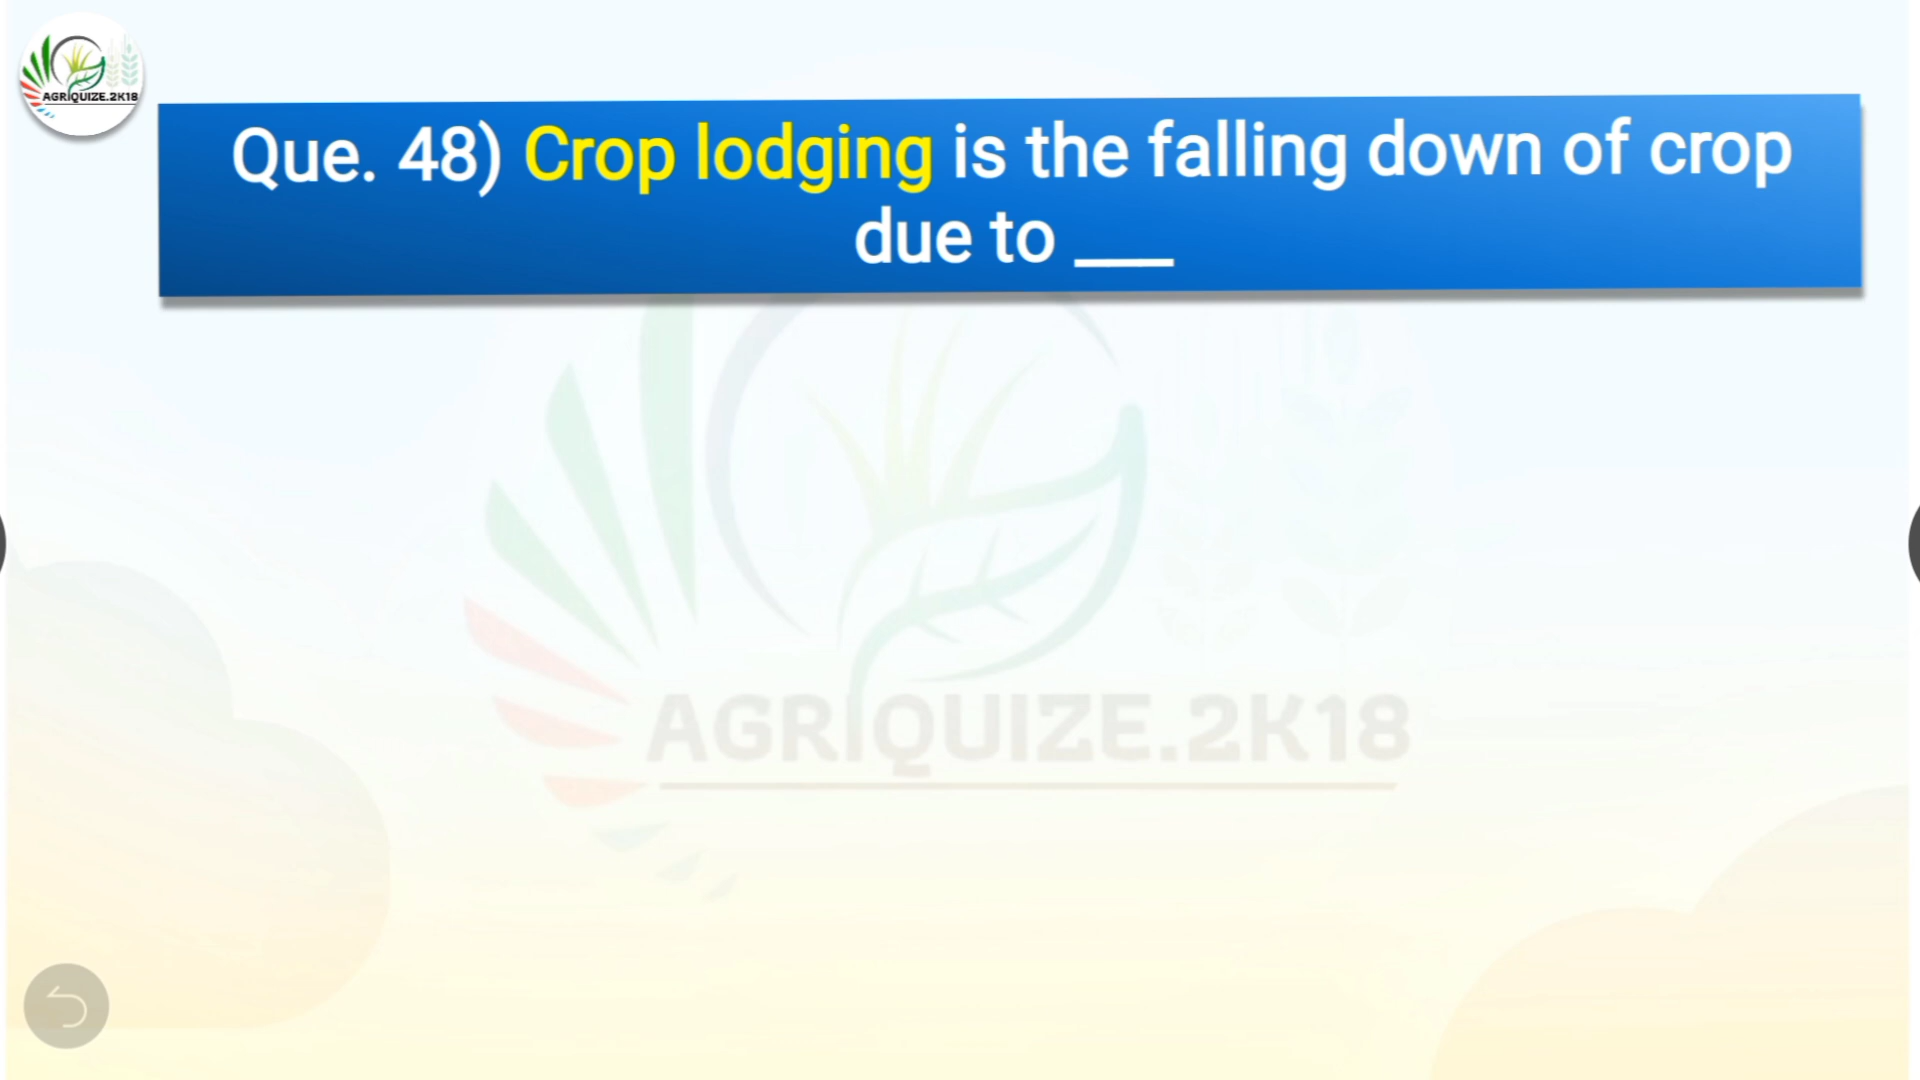 AGRIQUIZE.2K18
Que. 48) Crop lodging is the falling down of crop
due to ___
AGRIQUIZE.2K18